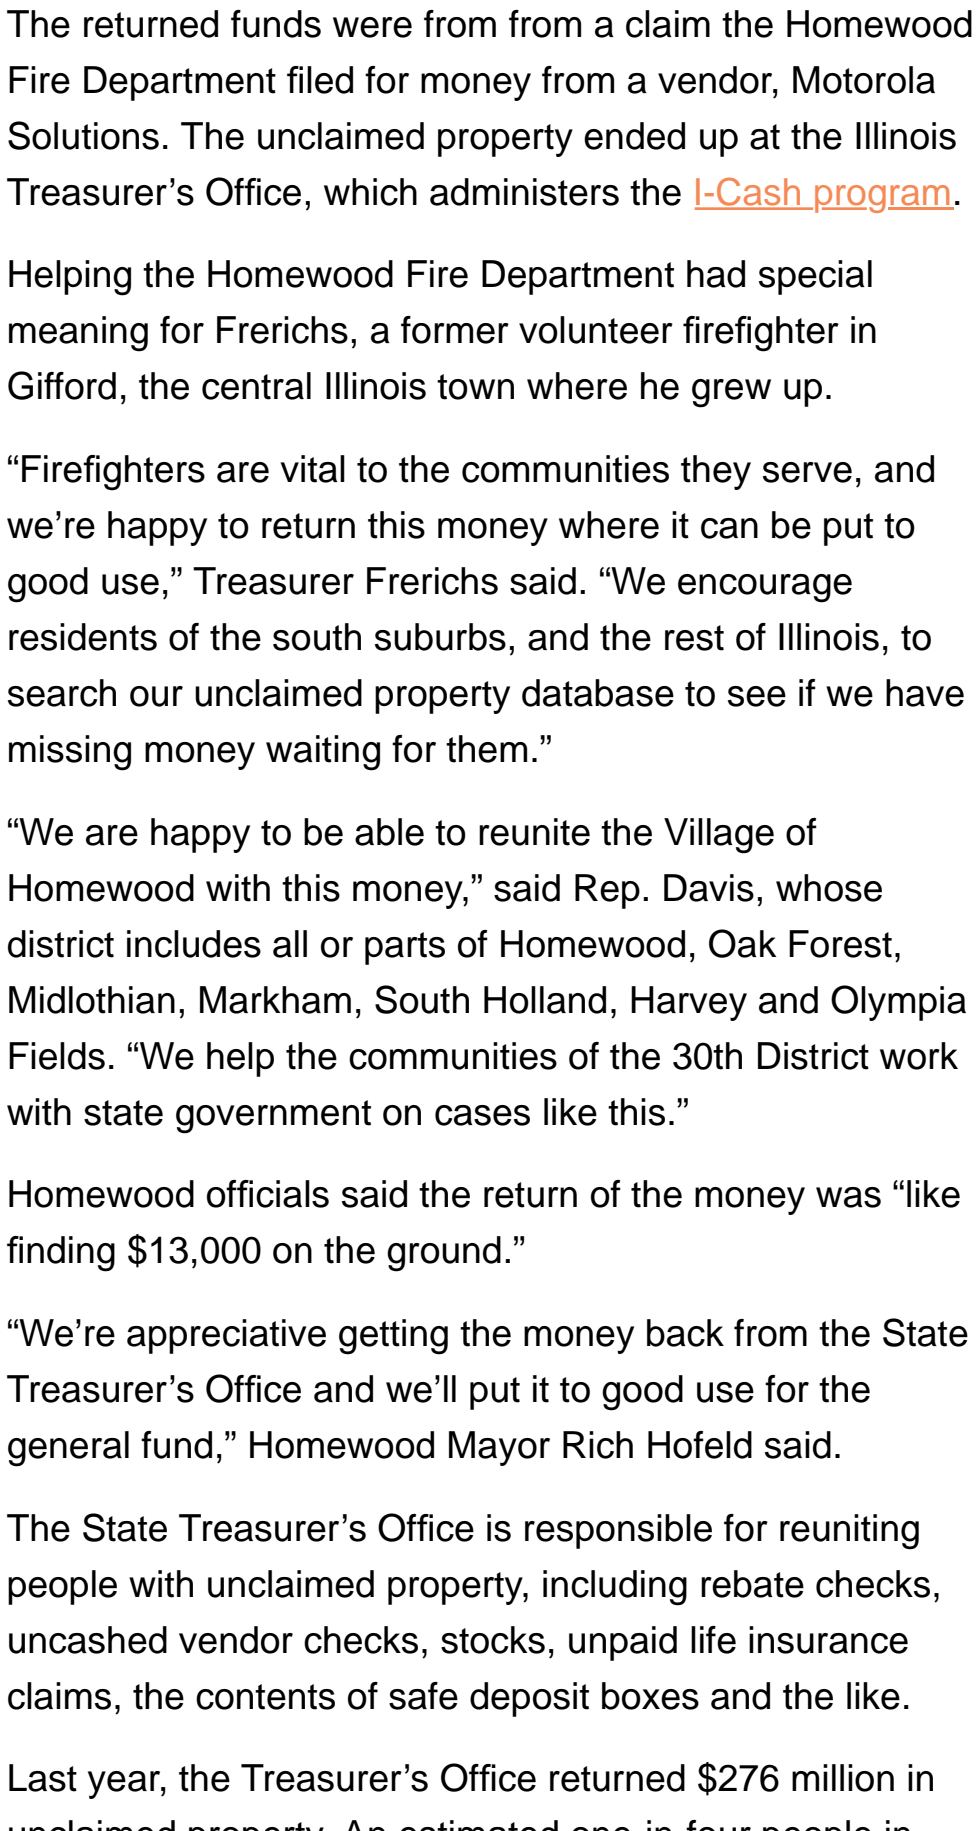 The returned funds were from from a claim the Homewood
Fire Department filed for money from a vendor, Motorola
Solutions. The unclaimed property ended up at the Illinois
Treasurer’s Office, which administers the I-Cash program.
Helping the Homewood Fire Department had special
meaning for Frerichs, a former volunteer firefighter in
Gifford, the central Illinois town where he grew up.
“Firefighters are vital to the communities they serve, and
we’re happy to return this money where it can be put to
good use,” Treasurer Frerichs said. “We encourage
residents of the south suburbs, and the rest of Illinois, to
search our unclaimed property database to see if we have
missing money waiting for them.”
“We are happy to be able to reunite the Village of
Homewood with this money,” said Rep. Davis, whose
district includes all or parts of Homewood, Oak Forest,
Midlothian, Markham, South Holland, Harvey and Olympia
Fields. “We help the communities of the 30th District work
with state government on cases like this.”
Homewood officials said the return of the money was “like
finding $13,000 on the ground.”
“We’re appreciative getting the money back from the State
Treasurer’s Office and we’ll put it to good use for the
general fund,” Homewood Mayor Rich Hofeld said.
The State Treasurer’s Office is responsible for reuniting
people with unclaimed property, including rebate checks,
uncashed vendor checks, stocks, unpaid life insurance
claims, the contents of safe deposit boxes and the like.
Last year, the Treasurer’s Office returned $276 million in
unclaimed property. An estimated one-in-four people in